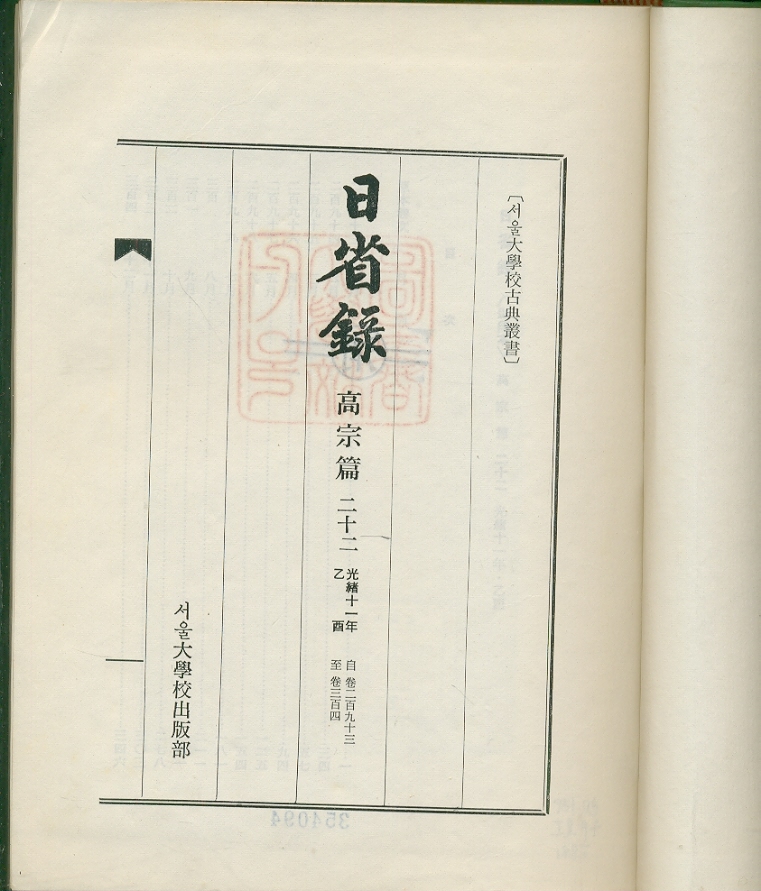 〔서울大學校古典叢書〕
日省錄 高宗篇 二十二
光緖十一年
乙酉
自 卷二百九十三
至 卷三百四
서울大學校出版部